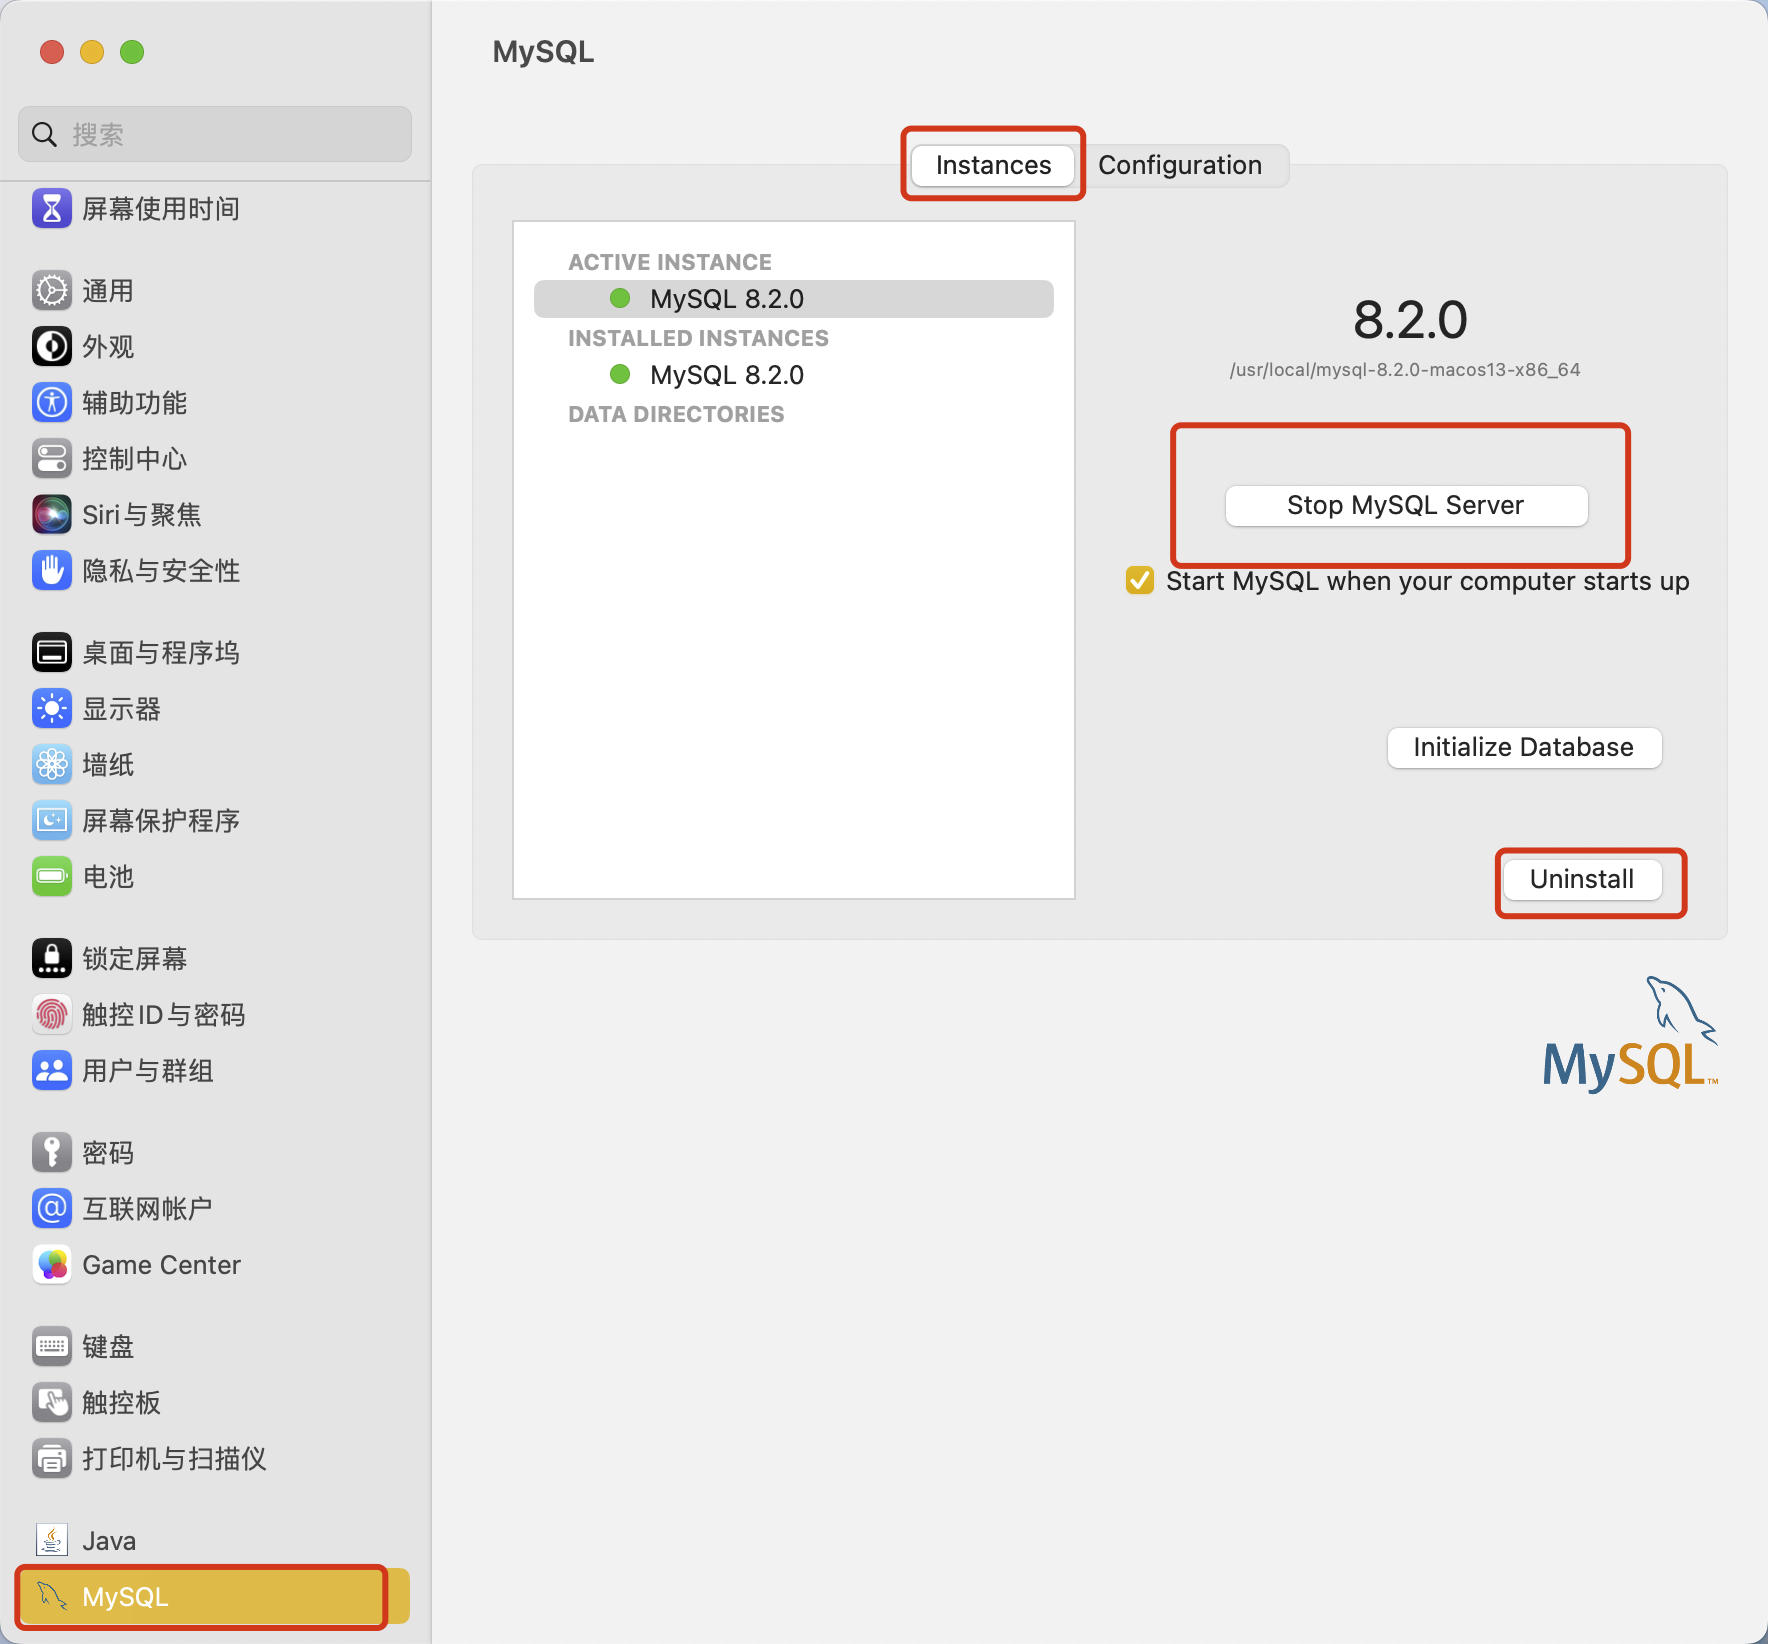 搜索
屏幕使用时间
通用
外观
辅助功能
控制中心
Siri与聚焦
隐私与安全性
桌面与程序坞
显示器
墙纸
屏幕保护程序
电池
锁定屏幕
触控ID与密码
用户与群组
密码
互联网帐户
Game Center
键盘
触控板
打印机与扫描仪
Java
MySQL
MySQL
Instances Configuration
ACTIVE INSTANCE
MySQL 8.2.0
INSTALLED INSTANCES
MySQL 8.2.0
DATA DIRECTORIES
8.2.0
/usr/local/mysql-8.2.0-macos13-x86_64
Stop MySQL Server
Start MySQL when your computer starts up
Initialize Database
Uninstall
MySQL™